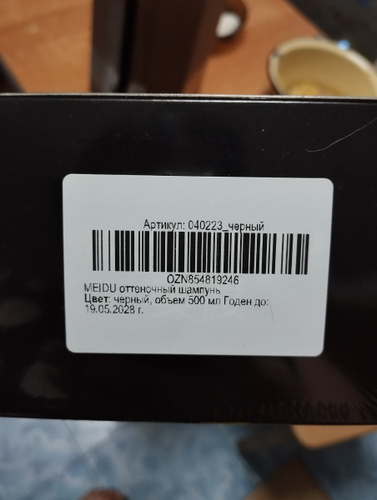 Артикул: 040223_черный
OZN854819246
MEIDU оттеночный шампунь
Цвет: черный, объем 500 мл Годен до:
19.05.2028 г.